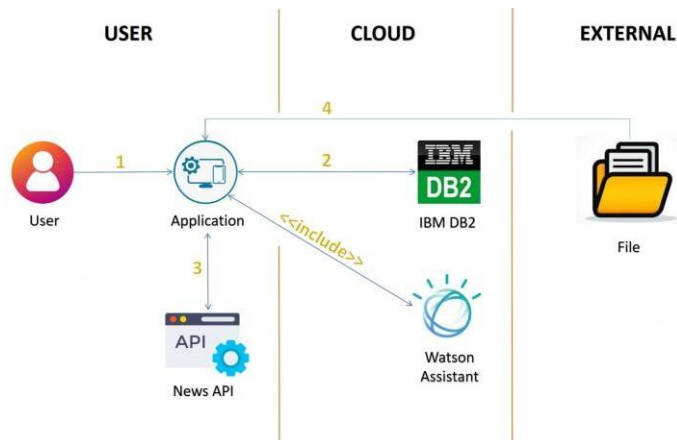 USER
CLOUD
EXTERNAL
4
1
2
IBM
DB2
User
Application
IBM DB2
File
<<include>>
3
API
News API
Watson
Assistant